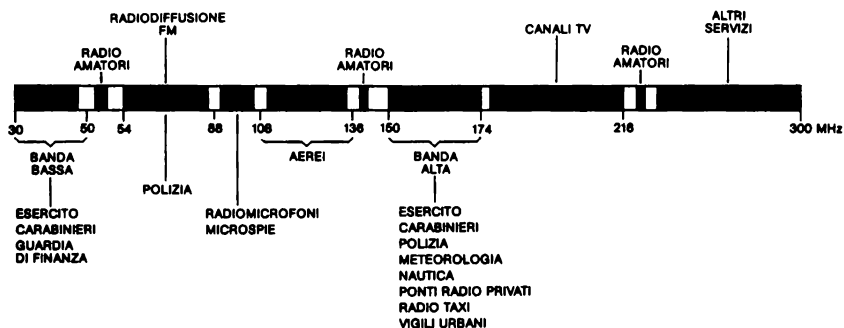 RADIODIFFUSIONE
FM
RADIO
AMATORI
RADIO
AMATORI
CANALI TV
RADIO
AMATORI
ALTRI
SERVIZI
30 50 54 88 108 136 150 174 216 300 MHz
BANDA
BASSA
POLIZIA
AEREI
BANDA
ALTA
ESERCITO
CARABINIERI
GUARDIA
DI FINANZA
RADIOMICROFONI
MICROSPIE
ESERCITO
CARABINIERI
POLIZIA
METEOROLOGIA
NAUTICA
PONTI RADIO PRIVATI
RADIO TAXI
VIGILI URBANI